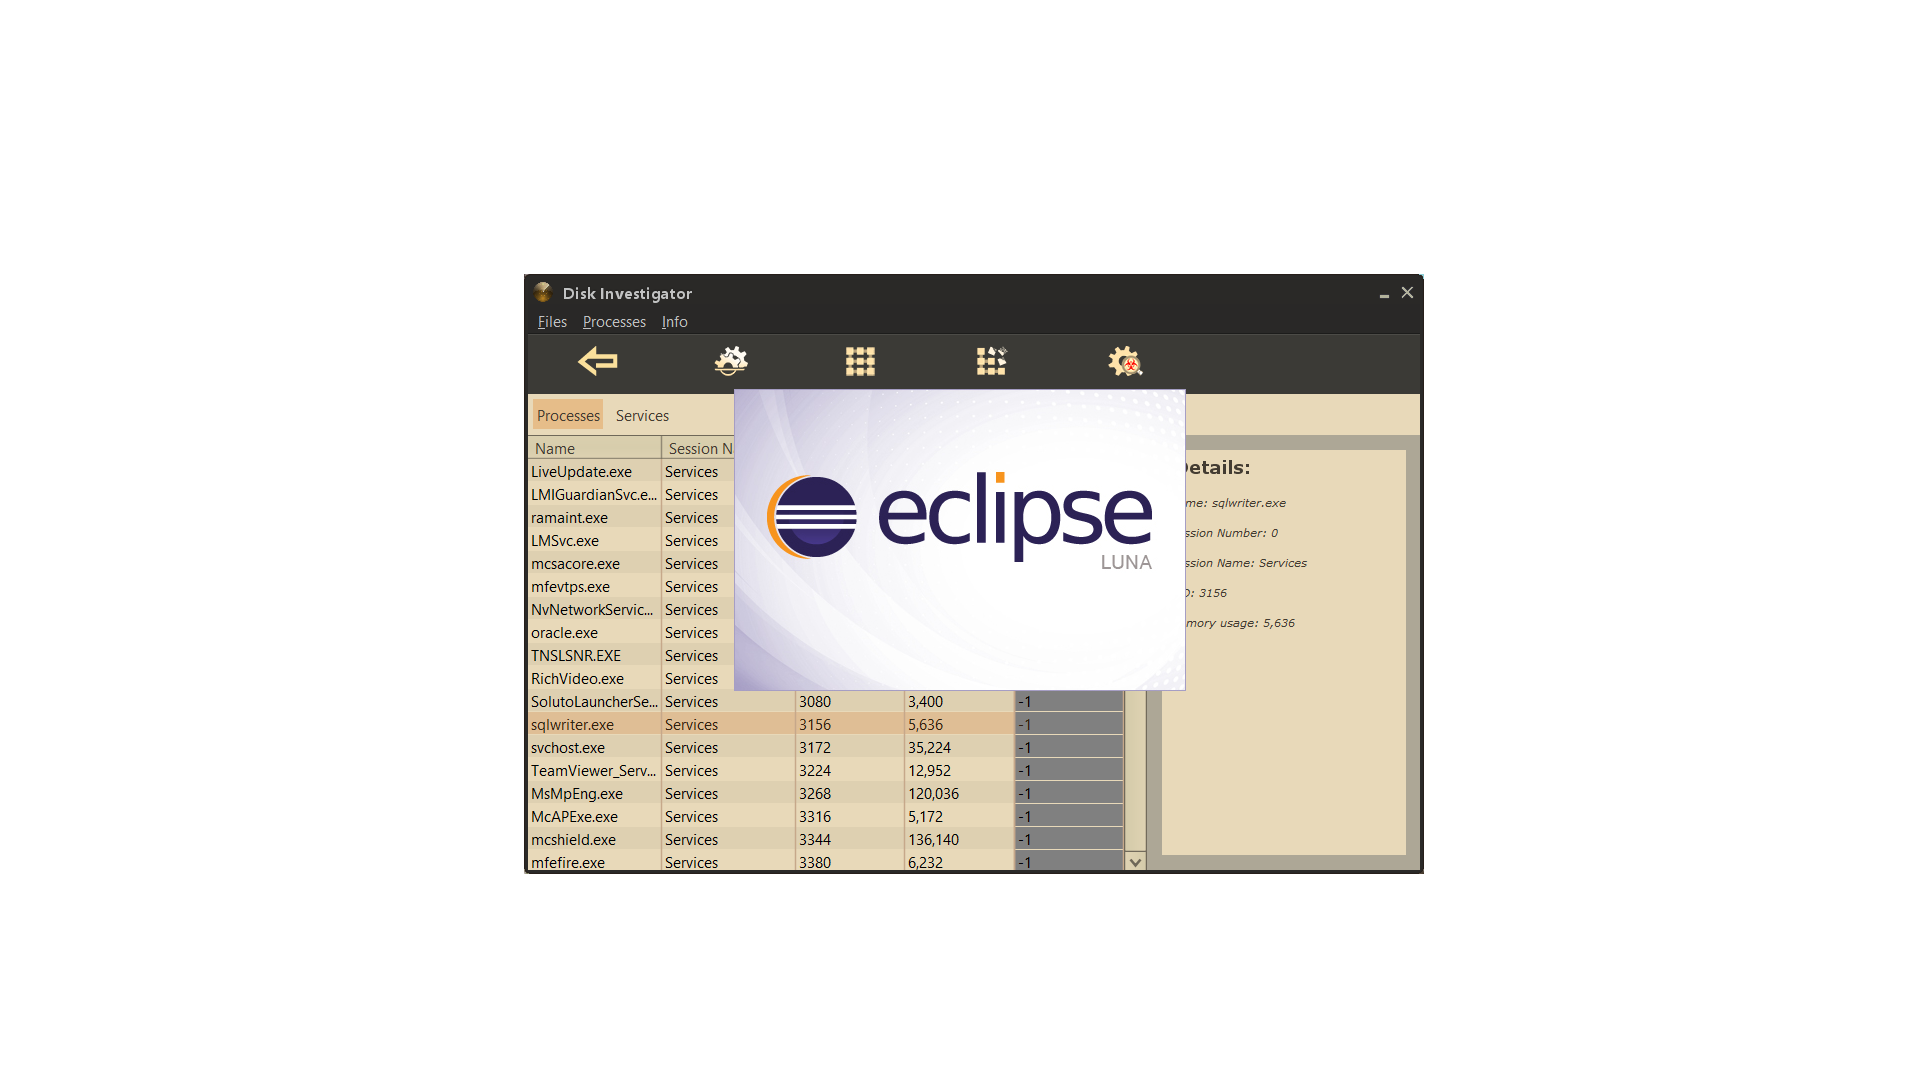 Disk Investigator
Files Processes Info
Processes Services
Name Session N
LiveUpdate.exe Services
LMIGuardianSvc.e... Services
ramaint.exe Services
LMSvc.exe Services
mcsacore.exe Services
mfevtps.exe Services
NvNetworkServic... Services
oracle.exe Services
TNSLSNR.EXE Services
RichVideo.exe Services
SolutoLauncherSe... Services 3080 3,400 -1
sqlwriter.exe Services 3156 5,636 -1
svchost.exe Services 3172 35,224 -1
TeamViewer_Serv... Services 3224 12,952 -1
MsMpEng.exe Services 3268 120,036 -1
McAPExe.exe Services 3316 5,172 -1
mcshield.exe Services 3344 136,140 -1
mfefire.exe Services 3380 6,232 -1
eclipse
LUNA
etails:
me: sqlwriter.exe
ssion Number: 0
ssion Name: Services
D: 3156
mory usage: 5,636